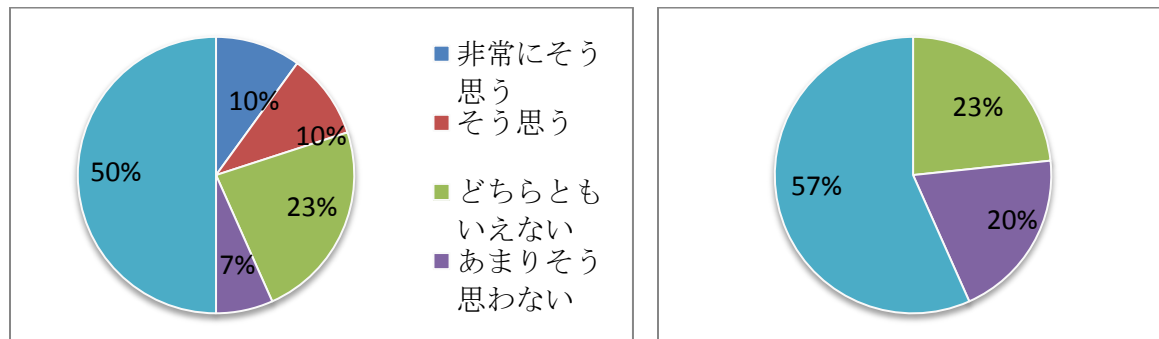 非常にそう
思う
そう思う
どちらとも
いえない
あまりそう
思わない
10%
10%
23%
7%
50%
23%
20%
57%